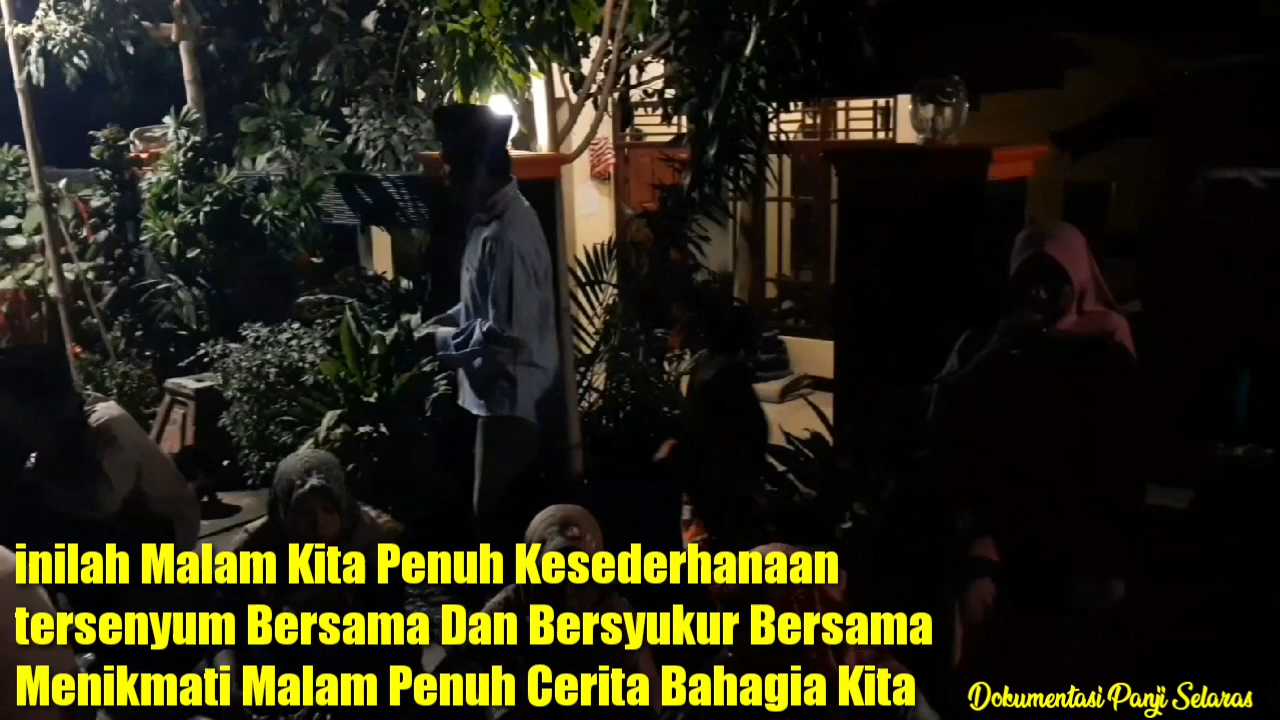 inilah Malam Kita Penuh Kesederhanaan
tersenyum Bersama Dan Bersyukur Bersama
Menikmati Malam Penuh Cerita Bahagia Kita
Dokumentasi Panji Selaras